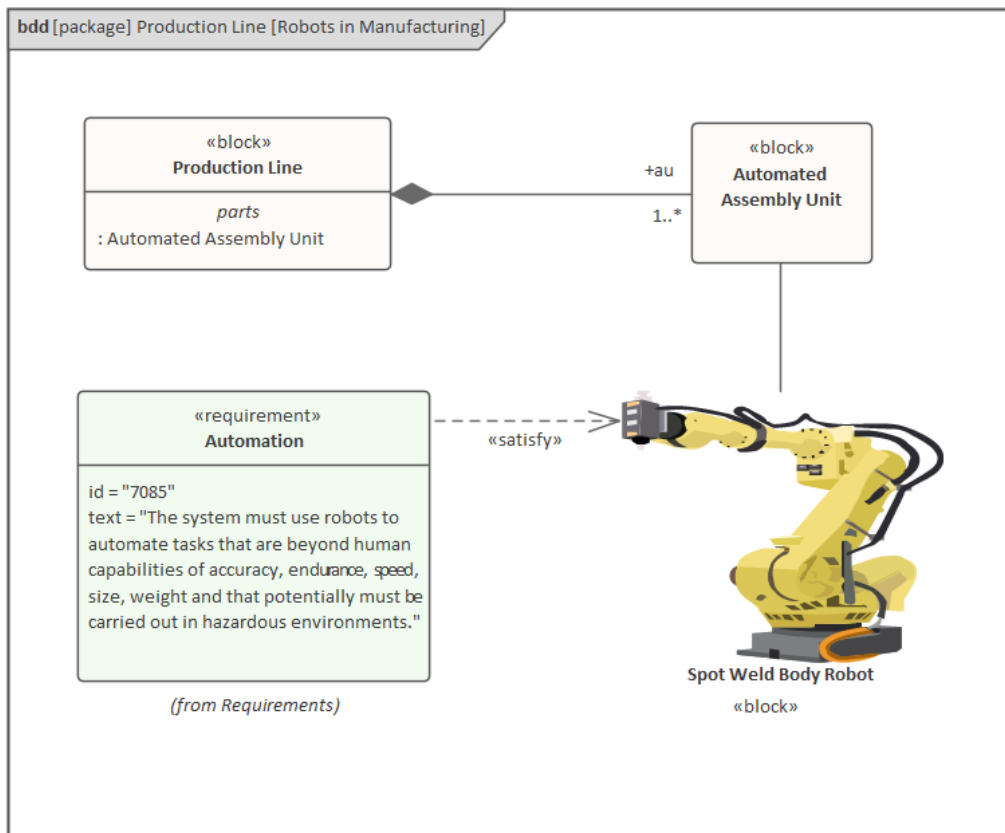 bdd [package] Production Line [Robots in Manufacturing]
«block»
Production Line
parts
: Automated Assembly Unit
+au
1..*
«block»
Automated
Assembly Unit
«requirement»
Automation
id = "7085"
text = "The system must use robots to
automate tasks that are beyond human
capabilities of accuracy, endurance, speed,
size, weight and that potentially must be
carried out in hazardous environments."
(from Requirements)
«satisfy»
Spot Weld Body Robot
«block»